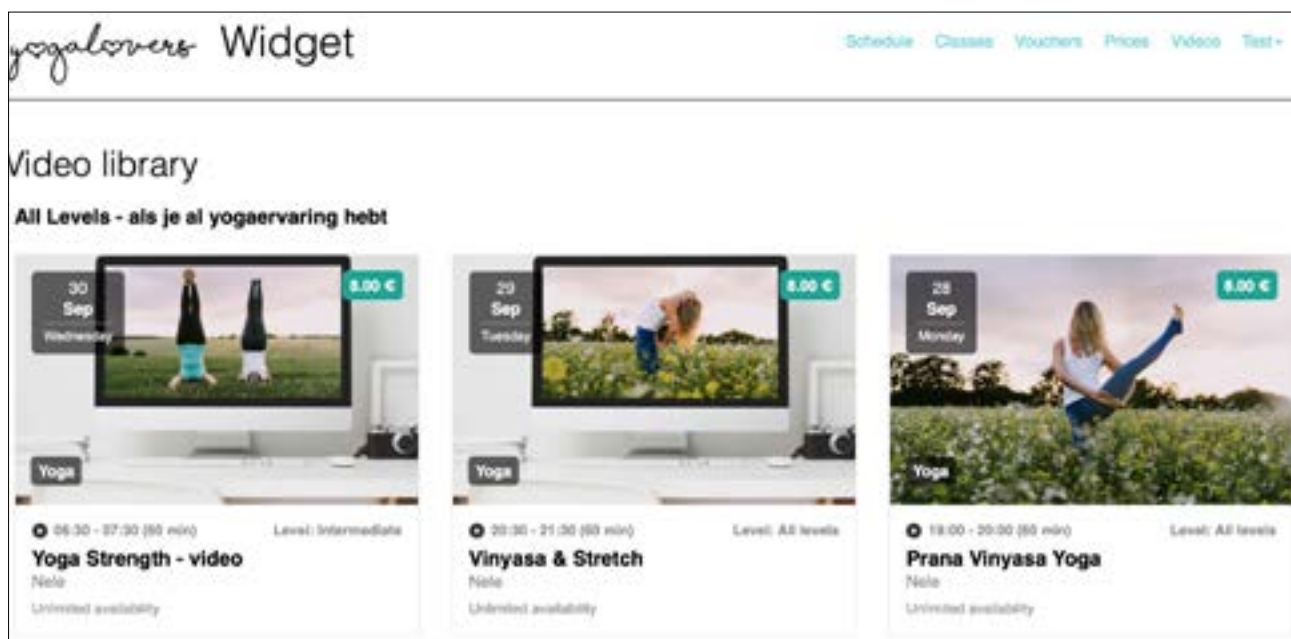 yogalovers Widget
Schedule Classes Vouchers Prices Videos Test
Video library
All Levels - als je al yogaervaring hebt
30
Sep
Wednesday
8.00 €
Yoga
29
Sep
Tuesday
8.00 €
Yoga
28
Sep
Monday
8.00 €
Yoga
06:30 - 07:30 (60 min) Level: Intermediate
Yoga Strength - video
Nele
Unlimited availability
20:30 - 21:30 (60 min) Level: All levels
Vinyasa & Stretch
Nele
Unlimited availability
19:00 - 20:00 (60 min) Level: All levels
Prana Vinyasa Yoga
Nele
Unlimited availability